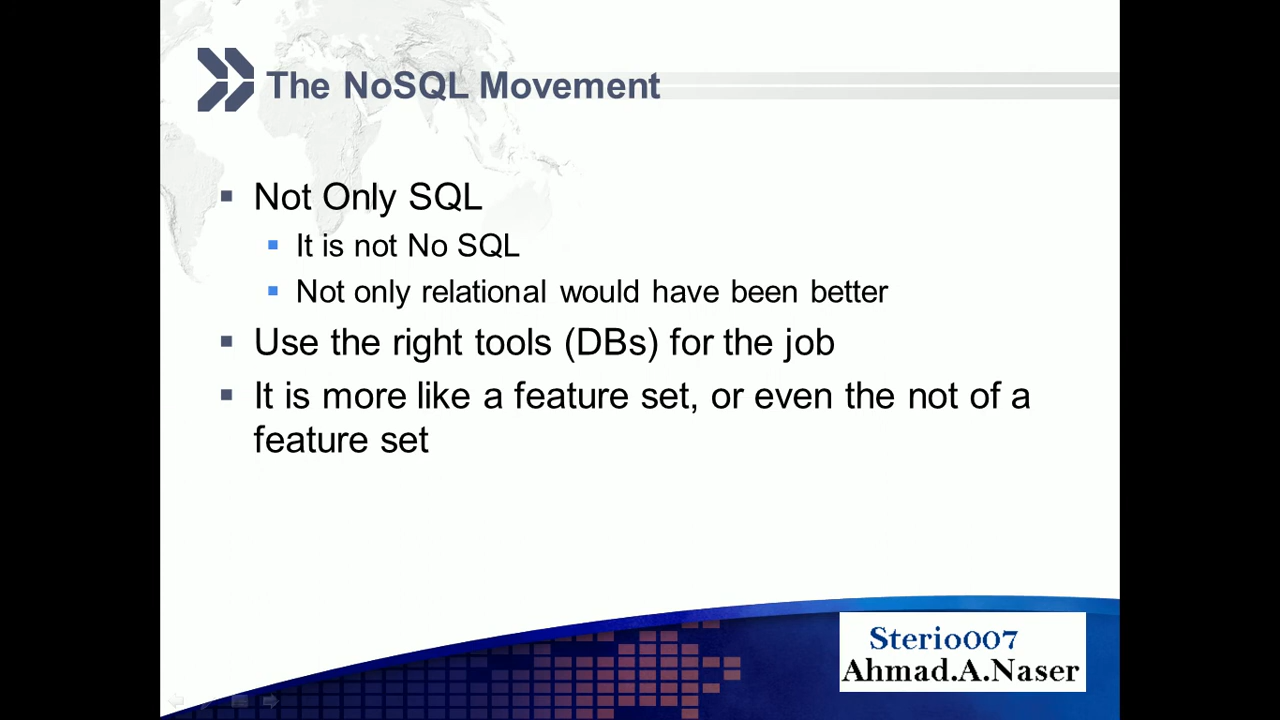 The NoSQL Movement
Not Only SQL
It is not No SQL
Not only relational would have been better
Use the right tools (DBs) for the job
It is more like a feature set, or even the not of a
feature set
Sterio007
Ahmad.A.Naser